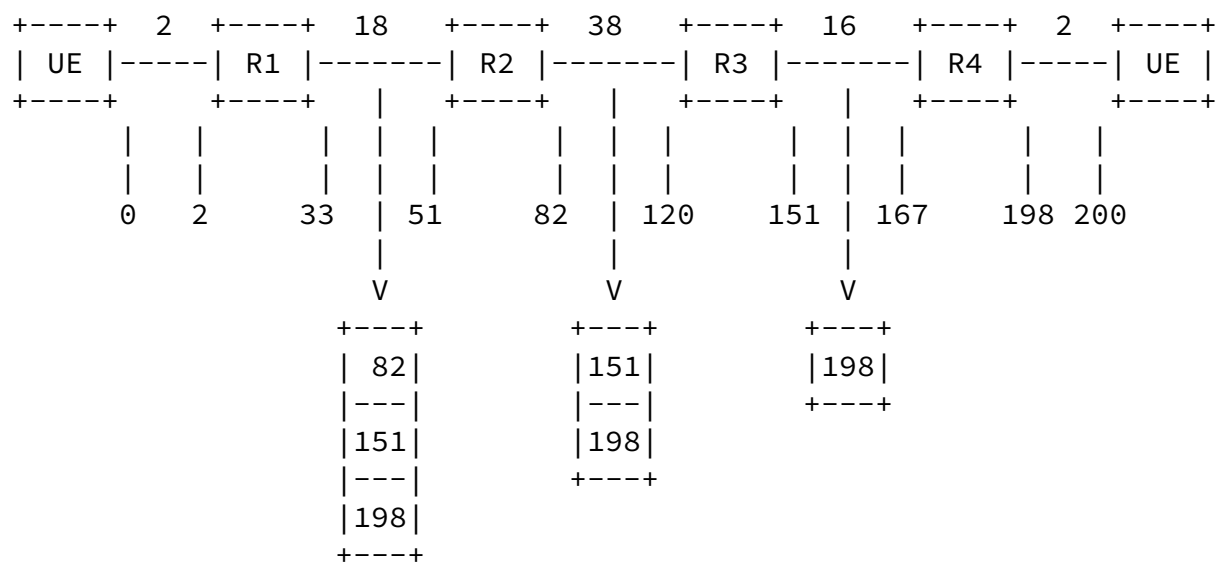 +----+  2  +----+  18   +----+  38   +----+  16   +----+  2  +----+
| UE |-----| R1 |-------| R2 |-------| R3 |-------| R4 |-----| UE |
+----+     +----+   |   +----+   |   +----+   |   +----+     +----+
      |   |      |  |  |      |  |  |      |  |  |      |   |
      |   |      |  |  |      |  |  |      |  |  |      |   |
      0   2     33  | 51     82  | 120    151 | 167    198 200
                    |            |            |
                    V            V            V
                  +---+        +---+        +---+
                  | 82|        |151|        |198|
                  |---|        |---|        +---+
                  |151|        |198|
                  |---|        +---+
                  |198|
                  +---+